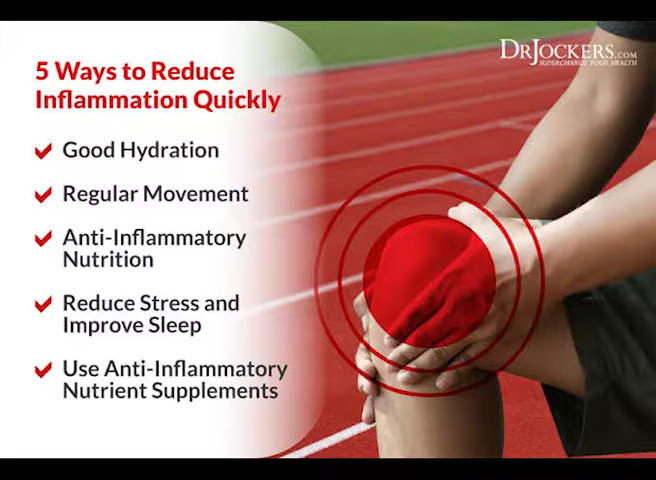 DRJOCKERS.COM
SUPERCHARGE YOUR HEALTH
5 Ways to Reduce
Inflammation Quickly
Good Hydration
Regular Movement
Anti-Inflammatory
Nutrition
Reduce Stress and
Improve Sleep
Use Anti-Inflammatory
Nutrient Supplements